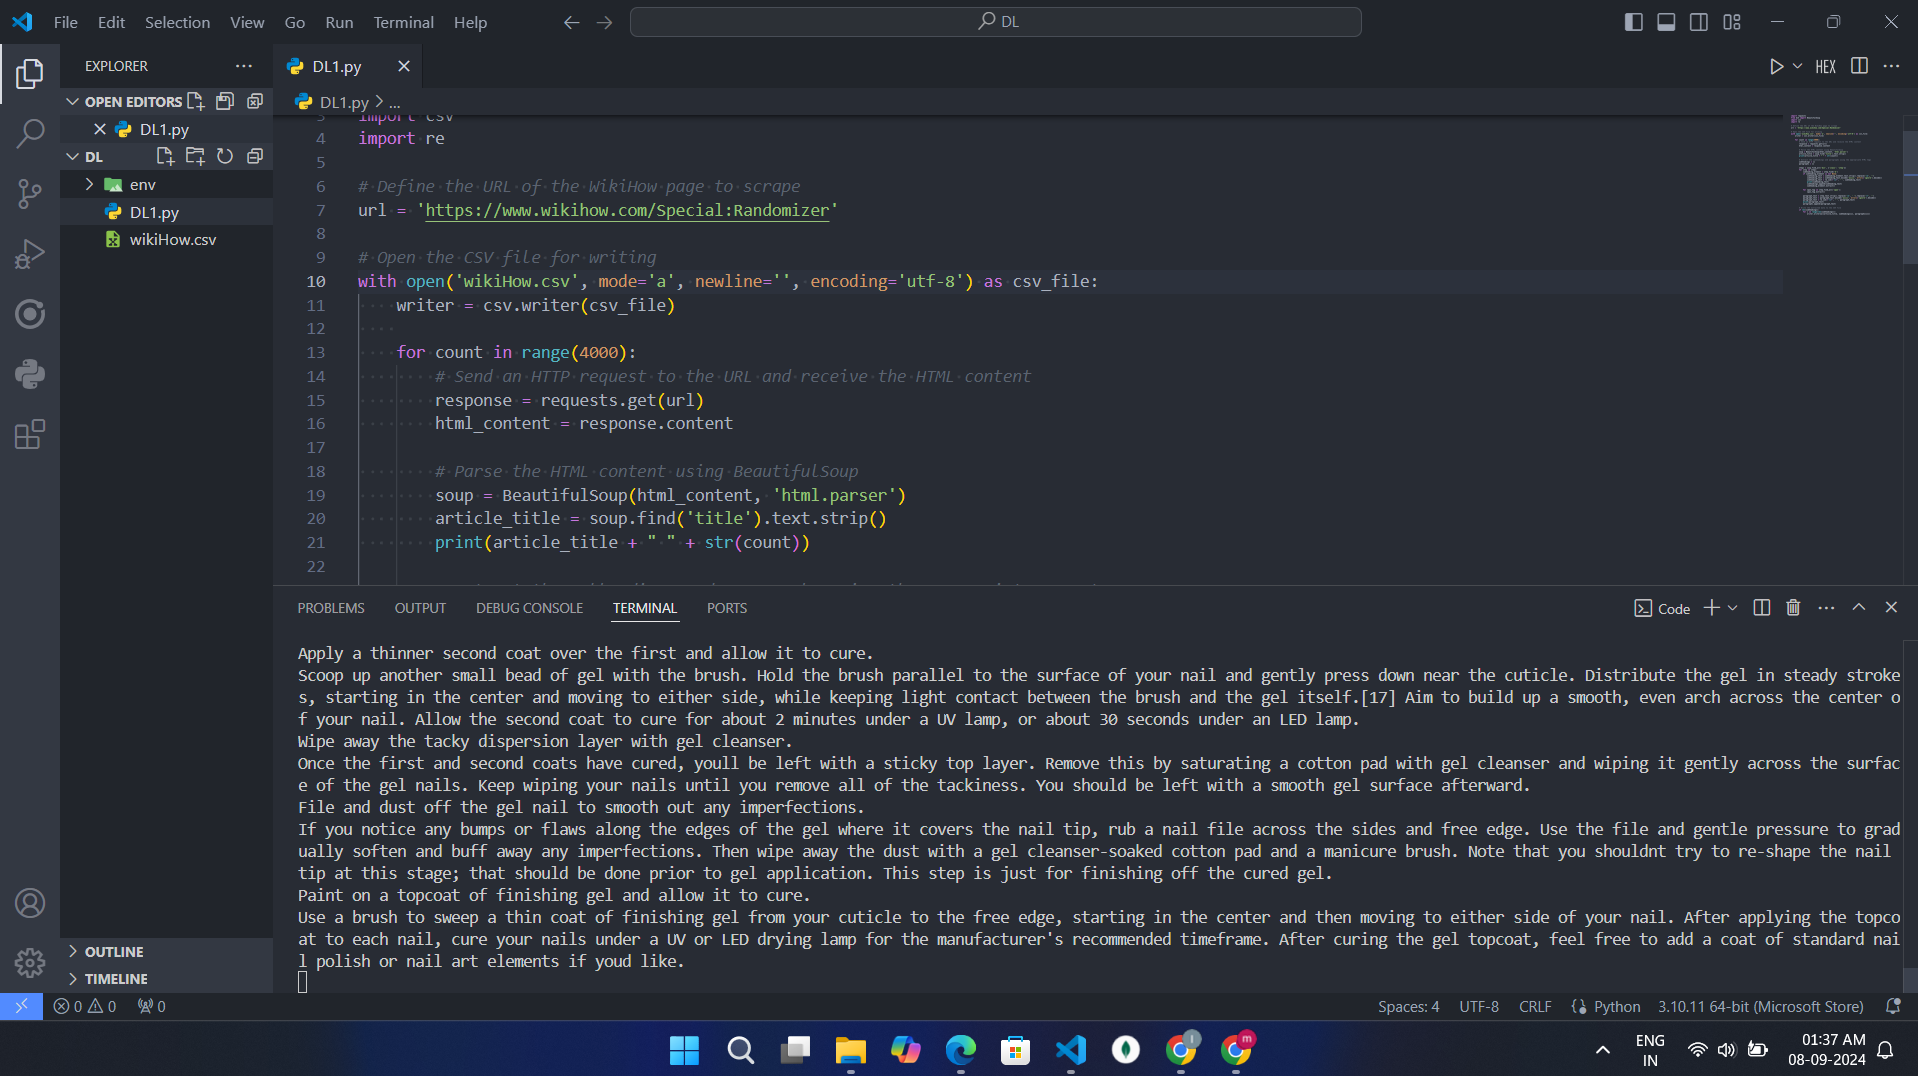 File Edit Selection View Go Run Terminal Help
DL
EXPLORER
DL1.py
HEX
OPEN EDITORS
DL1.py > ...
DL1.py
DL
env
DL1.py
wikiHow.csv
3 import csv
4 import re
5
6 # Define the URL of the WikiHow page to scrape
7 url = 'https://www.wikihow.com/Special:Randomizer'
8
9 # Open the CSV file for writing
10 with open('wikiHow.csv', mode='a', newline='', encoding='utf-8') as csv_file:
11 writer = csv.writer(csv_file)
12
13 for count in range(4000):
14 # Send an HTTP request to the URL and receive the HTML content
15 response = requests.get(url)
16 html_content = response.content
17
18 # Parse the HTML content using BeautifulSoup
19 soup = BeautifulSoup(html_content, 'html.parser')
20 article_title = soup.find('title').text.strip()
21 print(article_title + " " + str(count))
22
PROBLEMS OUTPUT DEBUG CONSOLE TERMINAL PORTS
Code
Apply a thinner second coat over the first and allow it to cure.
Scoop up another small bead of gel with the brush. Hold the brush parallel to the surface of your nail and gently press down near the cuticle. Distribute the gel in steady stroke
s, starting in the center and moving to either side, while keeping light contact between the brush and the gel itself.[17] Aim to build up a smooth, even arch across the center o
f your nail. Allow the second coat to cure for about 2 minutes under a UV lamp, or about 30 seconds under an LED lamp.
Wipe away the tacky dispersion layer with gel cleanser.
Once the first and second coats have cured, youll be left with a sticky top layer. Remove this by saturating a cotton pad with gel cleanser and wiping it gently across the surfac
e of the gel nails. Keep wiping your nails until you remove all of the tackiness. You should be left with a smooth gel surface afterward.
File and dust off the gel nail to smooth out any imperfections.
If you notice any bumps or flaws along the edges of the gel where it covers the nail tip, rub a nail file across the sides and free edge. Use the file and gentle pressure to grad
ually soften and buff away any imperfections. Then wipe away the dust with a gel cleanser-soaked cotton pad and a manicure brush. Note that you shouldnt try to re-shape the nail
tip at this stage; that should be done prior to gel application. This step is just for finishing off the cured gel.
Paint on a topcoat of finishing gel and allow it to cure.
Use a brush to sweep a thin coat of finishing gel from your cuticle to the free edge, starting in the center and then moving to either side of your nail. After applying the topco
at to each nail, cure your nails under a UV or LED drying lamp for the manufacturer's recommended timeframe. After curing the gel topcoat, feel free to add a coat of standard nai
l polish or nail art elements if youd like.
OUTLINE
TIMELINE
0 0 0
Spaces: 4 UTF-8 CRLF Python 3.10.11 64-bit (Microsoft Store)
ENG
IN
01:37 AM
08-09-2024